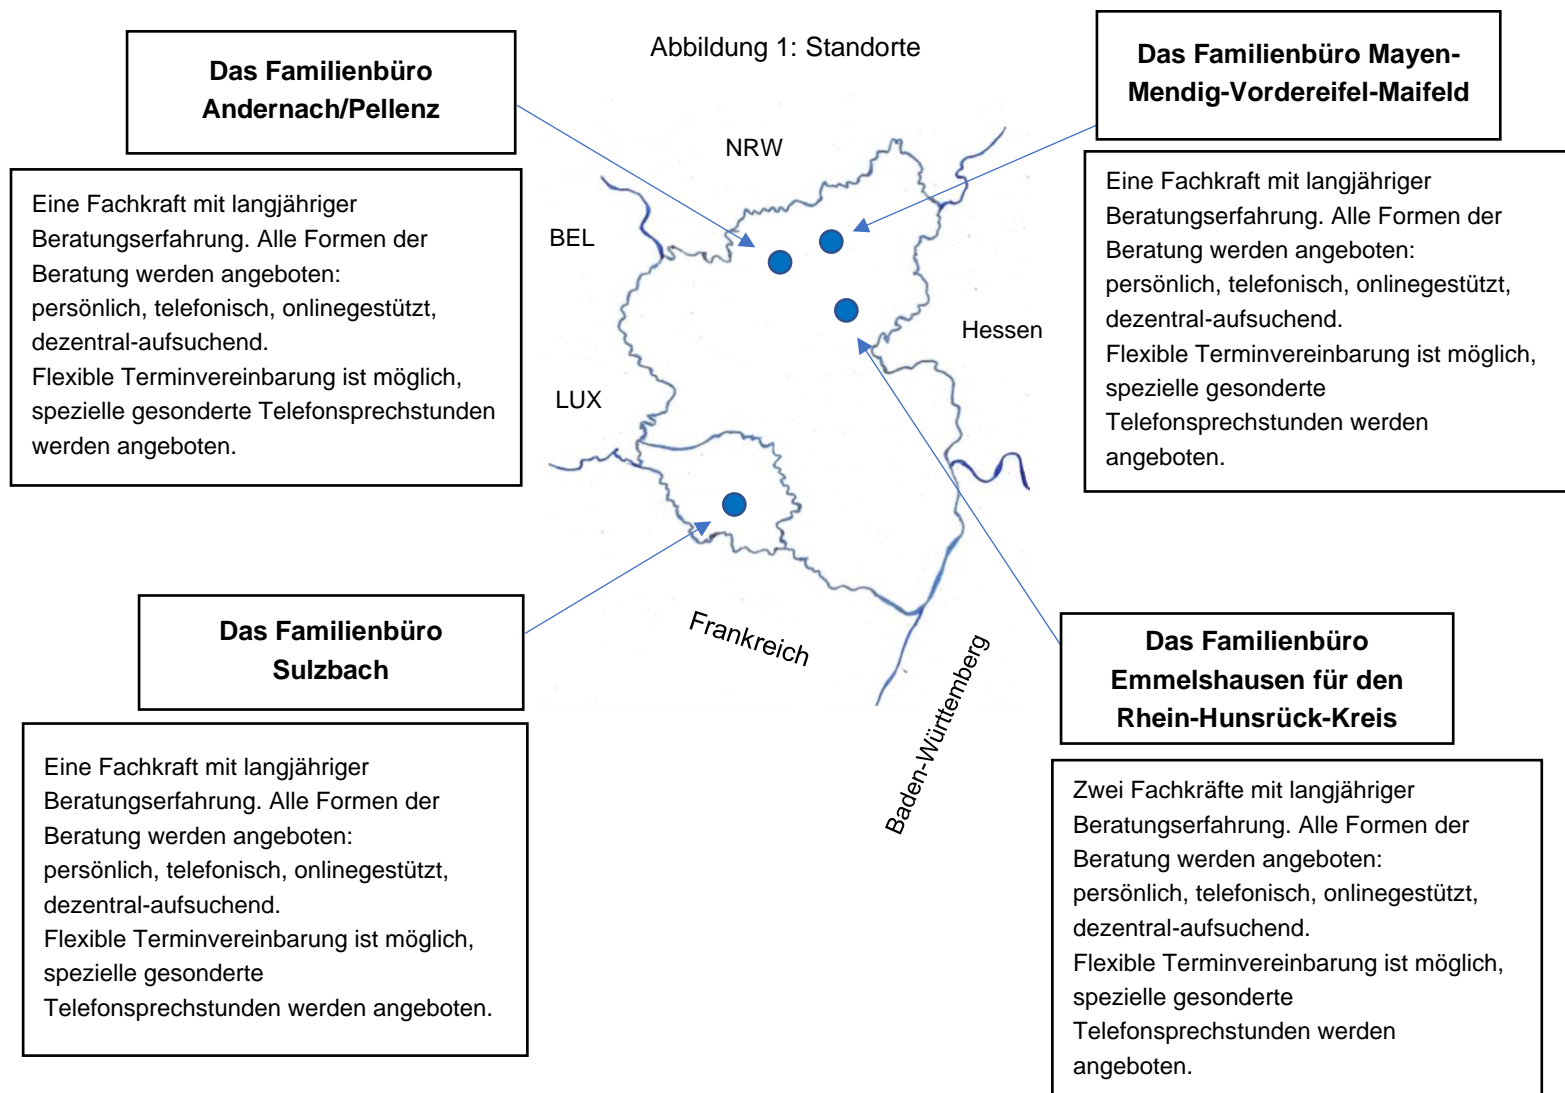 Abbildung 1: Standorte
Das Familienbüro
Andernach/Pellenz
Eine Fachkraft mit langjähriger
Beratungserfahrung. Alle Formen der
Beratung werden angeboten:
persönlich, telefonisch, onlinegestützt,
dezentral-aufsuchend.
Flexible Terminvereinbarung ist möglich,
spezielle gesonderte Telefonsprechstunden
werden angeboten.
Das Familienbüro Mayen-
Mendig-Vordereifel-Maifeld
Eine Fachkraft mit langjähriger
Beratungserfahrung. Alle Formen der
Beratung werden angeboten:
persönlich, telefonisch, onlinegestützt,
dezentral-aufsuchend.
Flexible Terminvereinbarung ist möglich,
spezielle gesonderte
Telefonsprechstunden werden
angeboten.
NRW
BEL
Hessen
LUX
Frankreich
Baden-Württemberg
Das Familienbüro
Sulzbach
Eine Fachkraft mit langjähriger
Beratungserfahrung. Alle Formen der
Beratung werden angeboten:
persönlich, telefonisch, onlinegestützt,
dezentral-aufsuchend.
Flexible Terminvereinbarung ist möglich,
spezielle gesonderte
Telefonsprechstunden werden angeboten.
Das Familienbüro
Emmelshausen für den
Rhein-Hunsrück-Kreis
Zwei Fachkräfte mit langjähriger
Beratungserfahrung. Alle Formen der
Beratung werden angeboten:
persönlich, telefonisch, onlinegestützt,
dezentral-aufsuchend.
Flexible Terminvereinbarung ist möglich,
spezielle gesonderte
Telefonsprechstunden werden
angeboten.